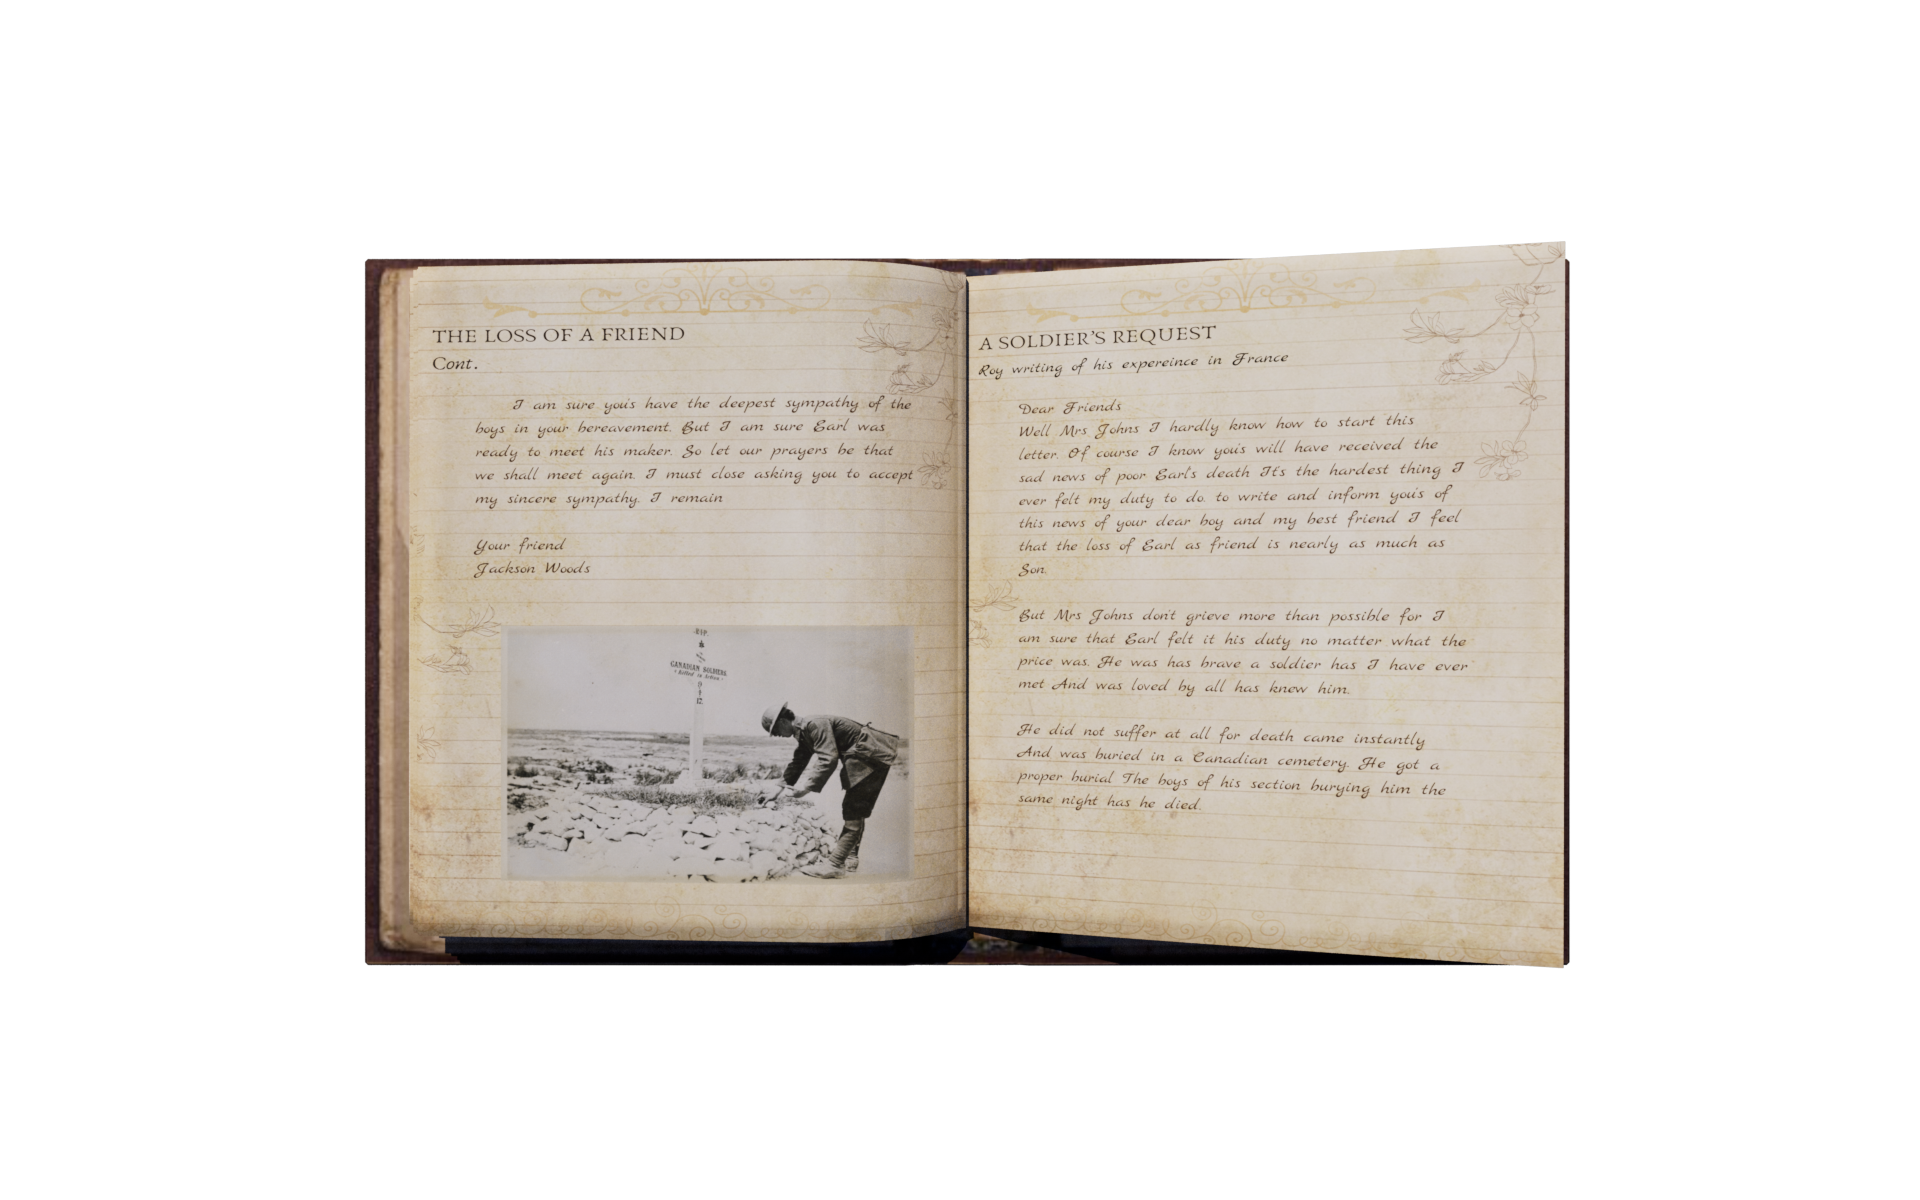 THE LOSS OF A FRIEND
Cont.
I am sure you's have the deepest sympathy of the
boys in your bereavement. But I am sure Earl was
ready to meet his maker. So let our prayers be that
we shall meet again. I must close asking you to accept
my sincere sympathy. I remain
Your friend
Jackson Woods
R.I.P.
CANADIAN SOLDIERS
Killed in Action
9
4
17.
A SOLDIER'S REQUEST
Roy writing of his expereince in France
Dear Friends
Well Mrs Johns I hardly know how to start this
letter. Of course I know you's will have received the
sad news of poor Earl's death It's the hardest thing I
ever felt my duty to do. to write and inform you's of
this news of your dear boy and my best friend I feel
that the loss of Earl as friend is nearly as much as
Son.
But Mrs Johns don't grieve more than possible for I
am sure that Earl felt it his duty no matter what the
price was. He was has brave a soldier has I have ever
met And was loved by all has knew him.
He did not suffer at all for death came instantly
And was buried in a Canadian cemetery. He got a
proper burial The boys of his section burying him the
same night has he died.